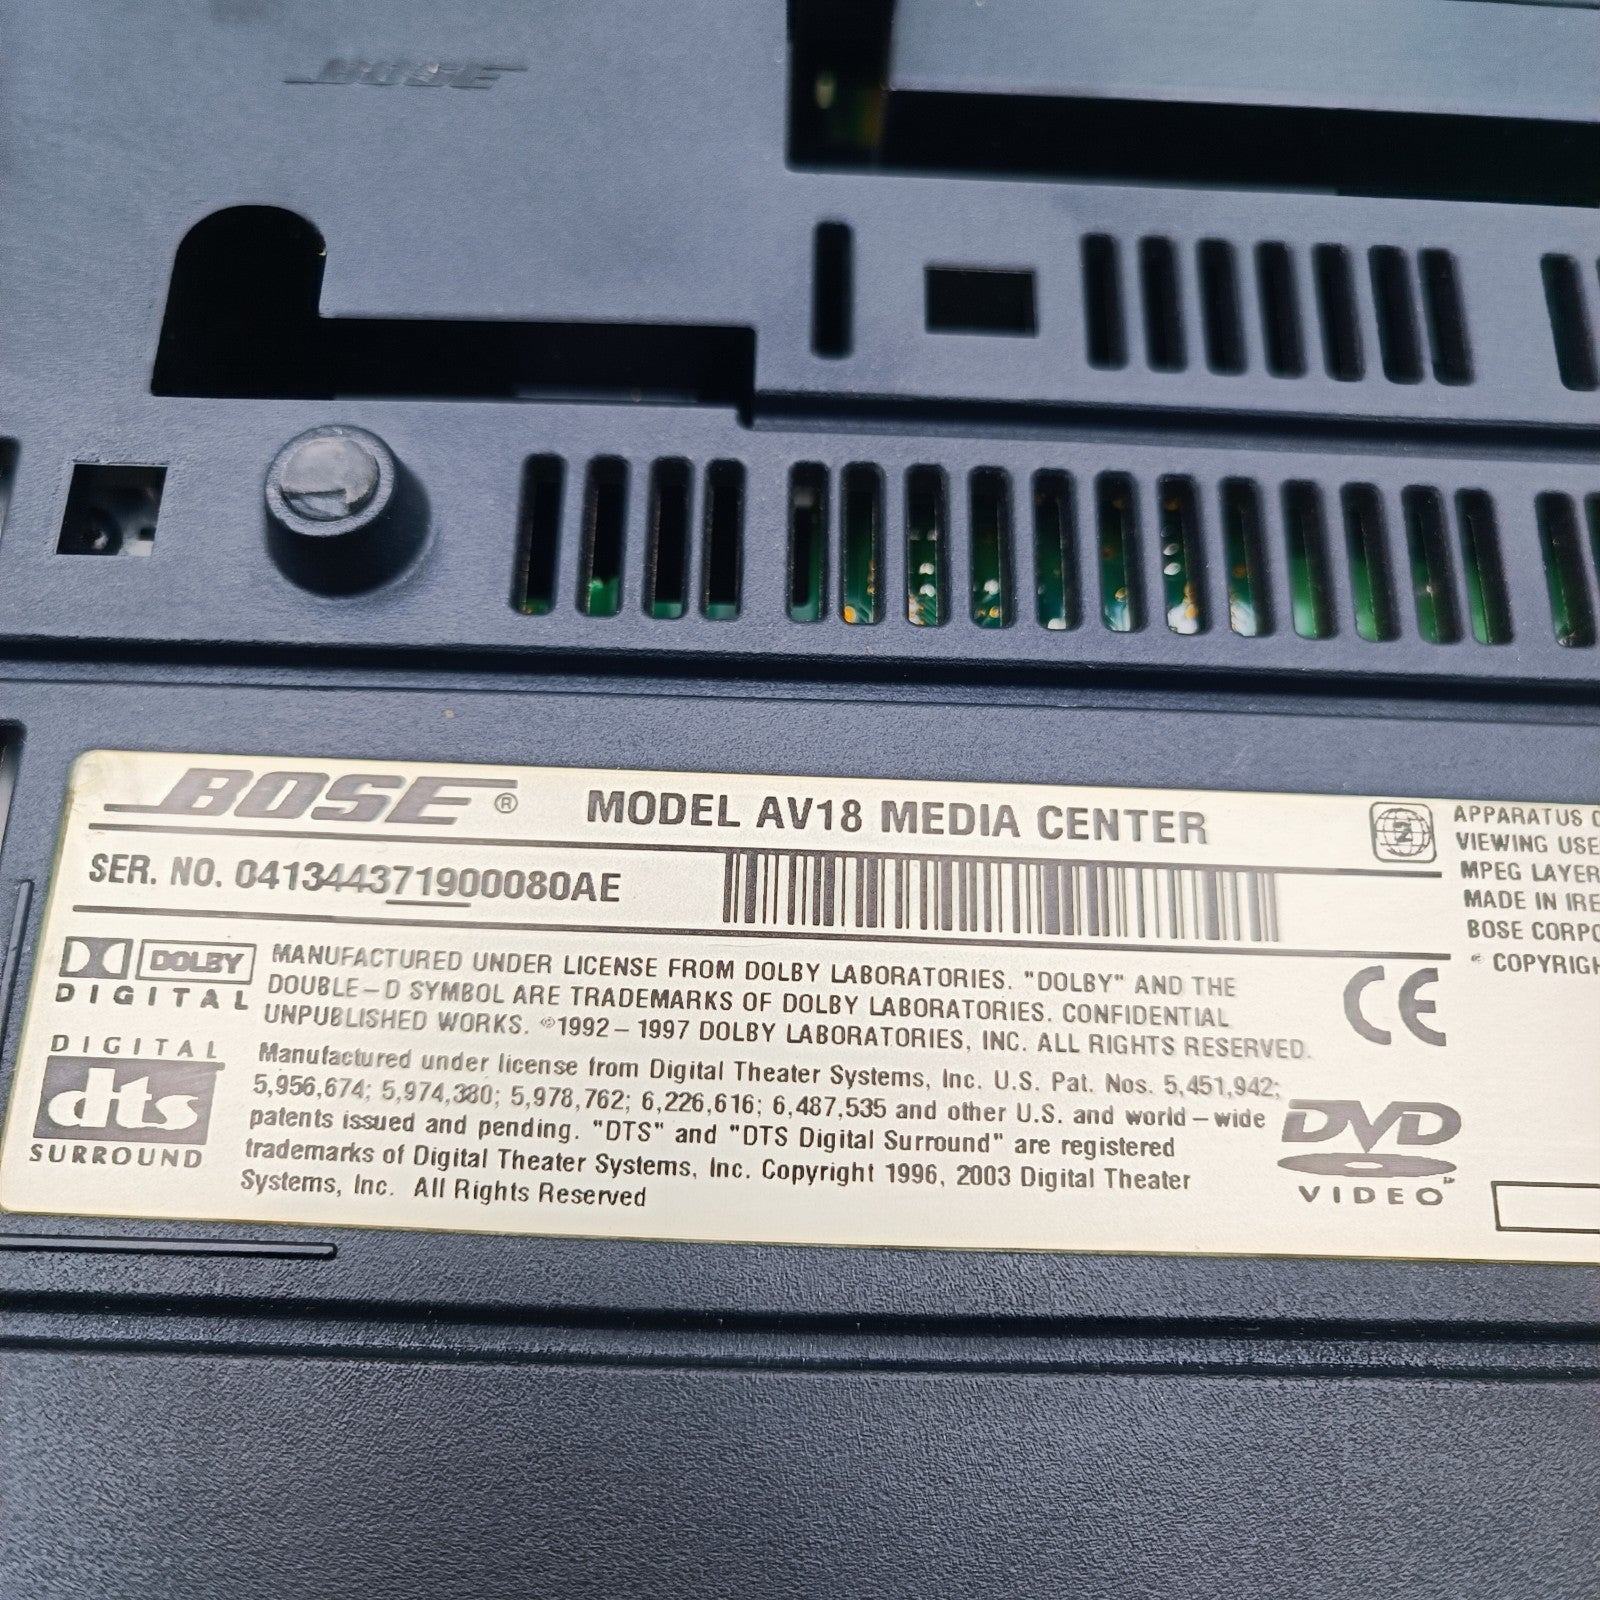 BOSE
BOSE® MODEL AV18 MEDIA CENTER
SER. NO. 041344371900080AE
2
APPARATUS
VIEWING USE
MPEG LAYER
MADE IN
BOSE
DOLBY
DIGITAL
MANUFACTURED UNDER LICENSE FROM DOLBY LABORATORIES. "DOLBY" AND THE
DOUBLE-D SYMBOL ARE TRADEMARKS OF DOLBY LABORATORIES. CONFIDENTIAL
UNPUBLISHED WORKS. ©1992-1997 DOLBY LABORATORIES, INC. ALL RIGHTS RESERVED.
CE
DIGITAL
dts
SURROUND
Manufactured under license from Digital Theater Systems, Inc. U.S. Pat. Nos. 5,451,942;
5,956,674; 5,974,380; 5,978,762; 6,226,616; 6,487,535 and other U.S. and world-wide
patents issued and pending. "DTS" and "DTS Digital Surround" are registered
trademarks of Digital Theater Systems, Inc. Copyright 1996, 2003 Digital Theater
Systems, Inc. All Rights Reserved
DVD
VIDEO™